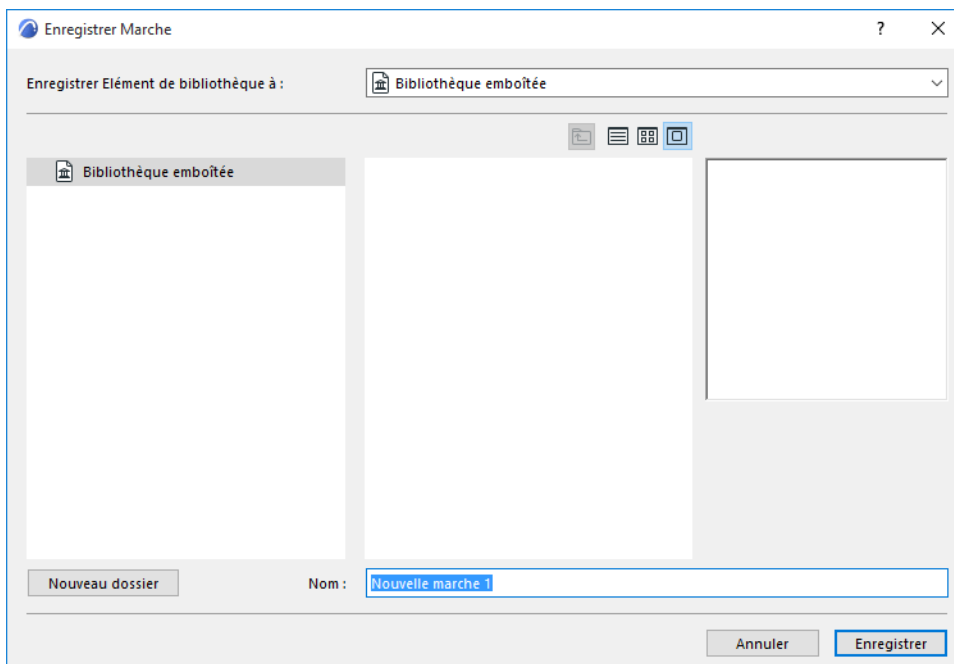 Enregistrer Marche
?
Enregistrer Elément de bibliothèque à :
Bibliothèque emboîtée
Bibliothèque emboîtée
Nouveau dossier
Nom :
Nouvelle marche 1
Annuler
Enregistrer